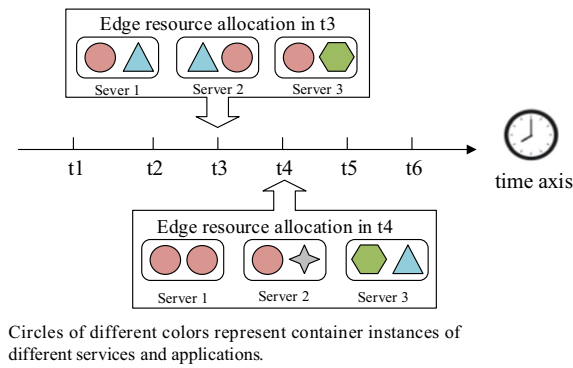 Edge resource allocation in t3
Sever 1
Server 2
Server 3
t1
t2
t3
t4
t5
t6
time axis
Edge resource allocation in t4
Server 1
Server 2
Server 3
Circles of different colors represent container instances of
different services and applications.